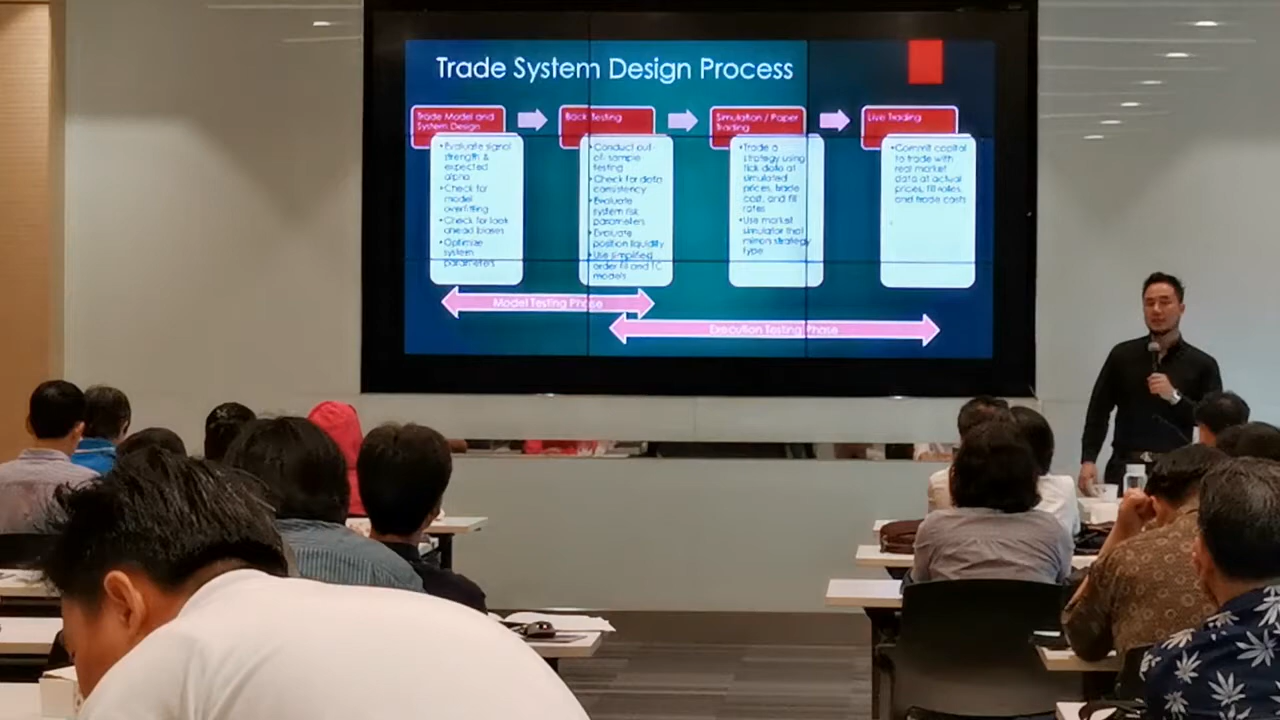 Trade System Design Process
Trade Model and
System Design
• Evaluate signal
strength &
expected
alpha
• Check for
model
overfitting
• Check for look
ahead biases
• Optimize
system
parameters
Back Testing
• Conduct out-
of- sample
testing
• Check for data
consistency
• Evaluate
system risk
parameters
• Evaluate
position liquidity
• Use simplified
order fill and TC
models
Simulation / Paper
Trading
• Trade a
strategy using
tick data at
simulated
prices, trade
cost, and fill
rates
• Use market
simulator that
mirrors strategy
type
Live Trading
• Commit capital
to trade with
real market
data at actual
prices, fill rates,
and trade costs
Model Testing Phase
Execution Testing Phase